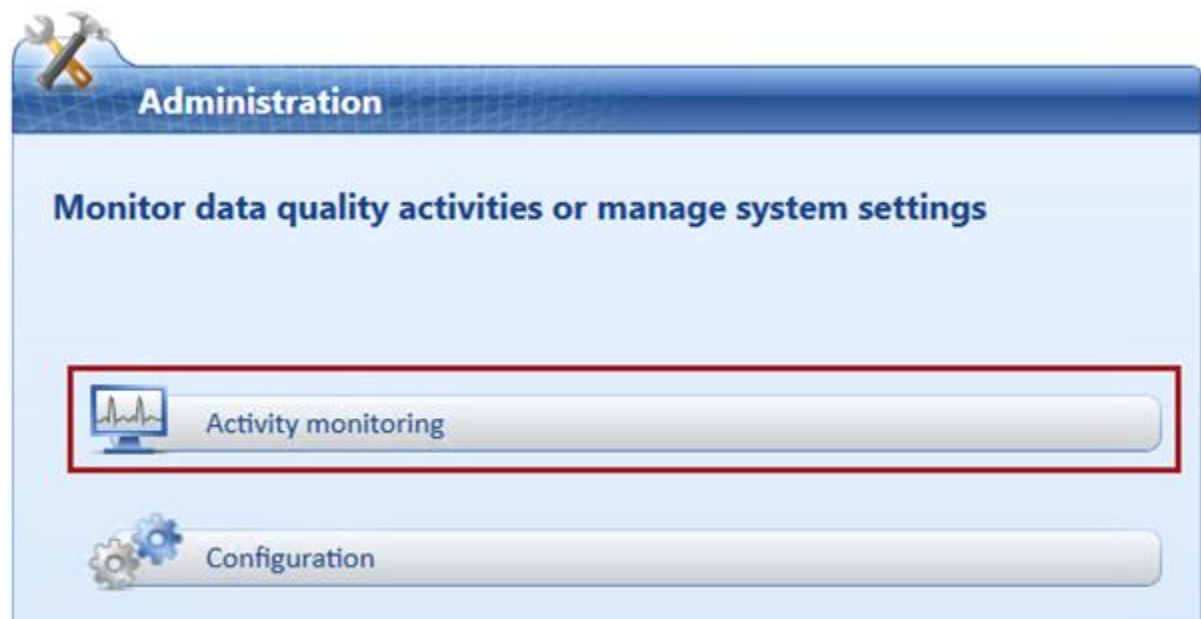 Administration
Monitor data quality activities or manage system settings
Activity monitoring
Configuration